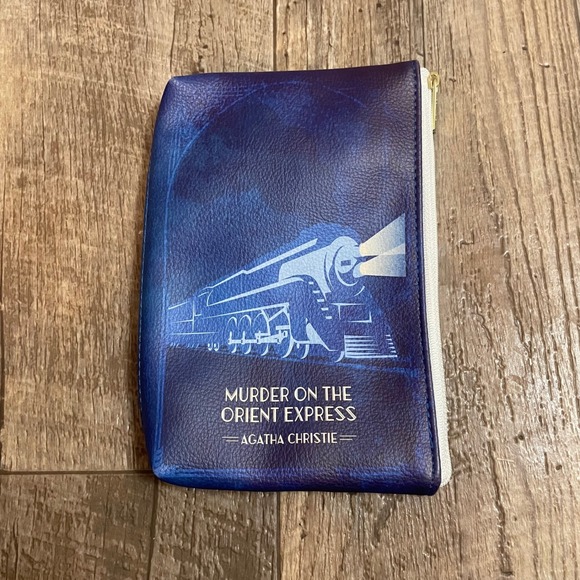 MURDER ON THE
ORIENT EXPRESS
AGATHA CHRISTIE